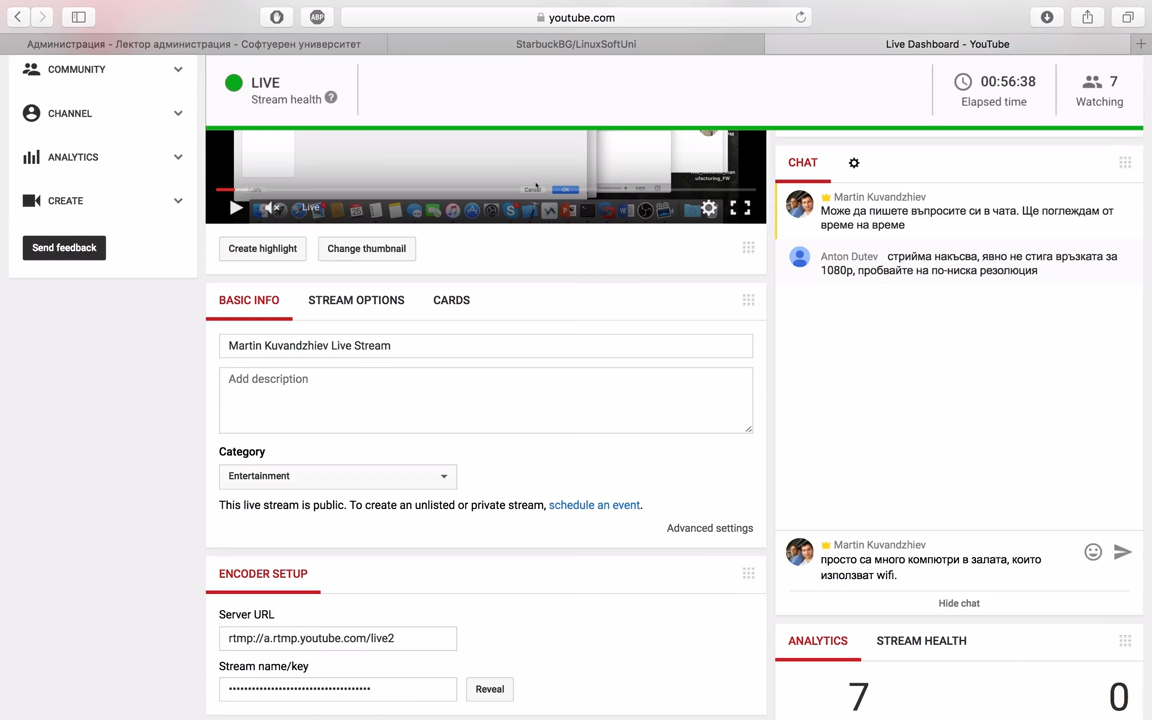 youtube.com
ABP
Администрация - Лектор администрация - Софтуерен университет
StarbuckBG/LinuxSoftUni
Live Dashboard - YouTube
COMMUNITY
CHANNEL
ANALYTICS
CREATE
Send feedback
LIVE
Stream health
00:56:38
Elapsed time
7
Watching
Cancel
OK
Live
Create highlight
Change thumbnail
BASIC INFO
STREAM OPTIONS
CARDS
Martin Kuvandzhiev Live Stream
Add description
Category
Entertainment
This live stream is public. To create an unlisted or private stream, schedule an event.
Advanced settings
ENCODER SETUP
Server URL
rtmp://a.rtmp.youtube.com/live2
Stream name/key
••••••••••••••••••••••••••••••••••••
Reveal
CHAT
Martin Kuvandzhiev
Може да пишете въпросите си в чата. Ще поглеждам от
време на време
Anton Dutev стрийма накъсва, явно не стига връзката за
1080p, пробвайте на по-ниска резолюция
Martin Kuvandzhiev
просто са много компютри в залата, които
използват wifi.
Hide chat
ANALYTICS
STREAM HEALTH
7
0